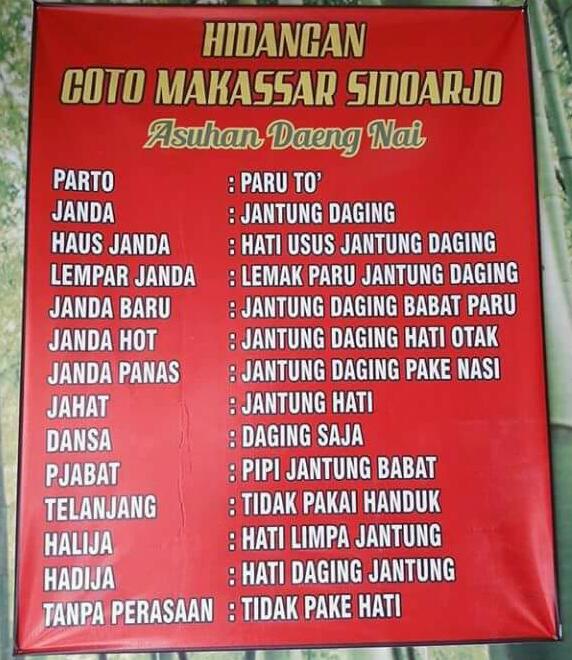 HIDANGAN
COTO MAKASSAR SIDOARJO
Asuhan Daeng Nai
PARTO : PARU TO'
JANDA : JANTUNG DAGING
HAUS JANDA : HATI USUS JANTUNG DAGING
LEMPAR JANDA : LEMAK PARU JANTUNG DAGING
JANDA BARU : JANTUNG DAGING BABAT PARU
JANDA HOT : JANTUNG DAGING HATI OTAK
JANDA PANAS : JANTUNG DAGING PAKE NASI
JAHAT : JANTUNG HATI
DANSA : DAGING SAJA
PJABAT : PIPI JANTUNG BABAT
TELANJANG : TIDAK PAKAI HANDUK
HALIJA : HATI LIMPA JANTUNG
HADIJA : HATI DAGING JANTUNG
TANPA PERASAAN : TIDAK PAKE HATI